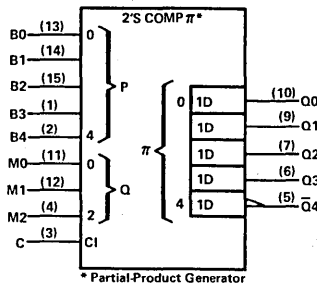 2'S COMP π*
B0 (13) 0
B1 (14)
B2 (15) P
B3 (1)
B4 (2) 4
M0 (11) 0
M1 (12) Q
M2 (4) 2
C (3) CI
π
0 1D (10) Q0
1D (9) Q1
1D (7) Q2
1D (6) Q3
4 1D (5) Q̅4
* Partial-Product Generator